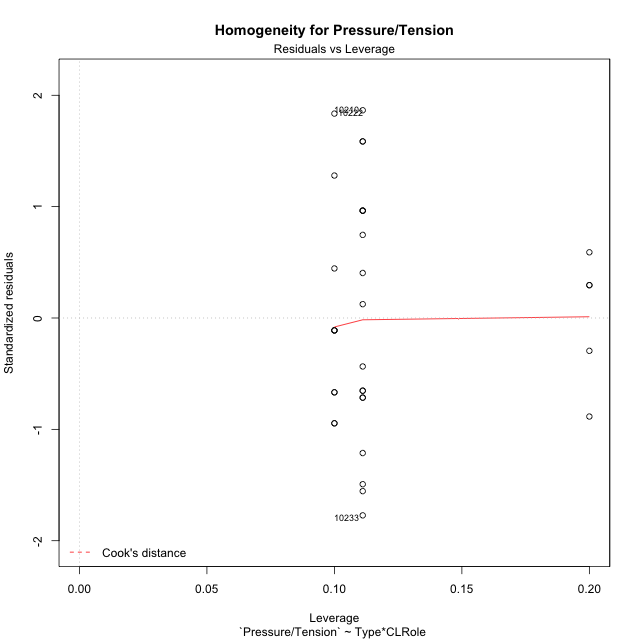 Homogeneity for Pressure/Tension
Residuals vs Leverage
2
1
0
-1
-2
Standardized residuals
10222
10233
Cook's distance
0.00 0.05 0.10 0.15 0.20
Leverage
`Pressure/Tension` ~ Type*CLRole